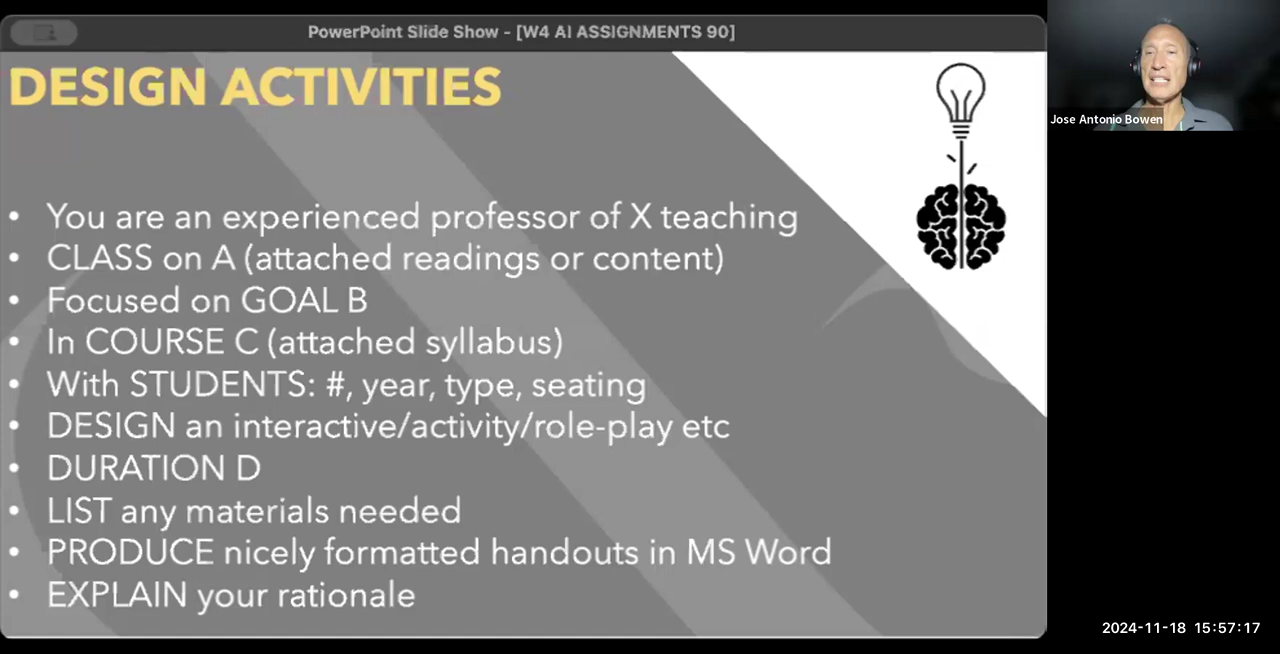 PowerPoint Slide Show - [W4 AI ASSIGNMENTS 90]
DESIGN ACTIVITIES
• You are an experienced professor of X teaching
• CLASS on A (attached readings or content)
• Focused on GOAL B
• In COURSE C (attached syllabus)
• With STUDENTS: #, year, type, seating
• DESIGN an interactive/activity/role-play etc
• DURATION D
• LIST any materials needed
• PRODUCE nicely formatted handouts in MS Word
• EXPLAIN your rationale
Jose Antonio Bowen
2024-11-18 15:57:17